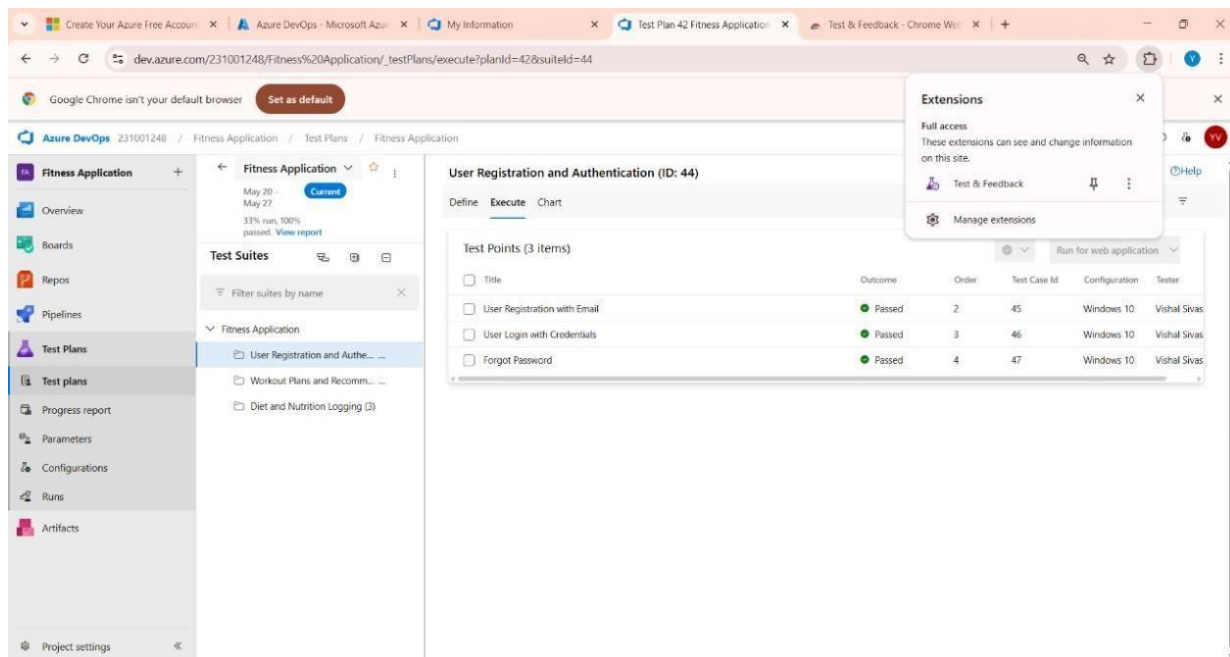 Create Your Azure Free Accoun
Azure DevOps - Microsoft Azur
My Information
Test Plan 42 Fitness Application
Test & Feedback - Chrome Web
dev.azure.com/231001248/Fitness%20Application/_testPlans/execute?planId=42&suiteId=44
Y
Google Chrome isn't your default browser
Set as default
Extensions
Full access
These extensions can see and change information
on this site.
Test & Feedback
Manage extensions
Azure DevOps 231001248 / Fitness Application / Test Plans / Fitness Application
YV
FA Fitness Application
Overview
Boards
Repos
Pipelines
Test Plans
Test plans
Progress report
Parameters
Configurations
Runs
Artifacts
Project settings
Fitness Application
May 20 -
May 27
Current
33% run, 100%
passed. View report
Test Suites
Filter suites by name
Fitness Application
User Registration and Authe... ...
Workout Plans and Recomm... ...
Diet and Nutrition Logging (3)
User Registration and Authentication (ID: 44)
Help
Define Execute Chart
Test Points (3 items)
Run for web application
Title Outcome Order Test Case Id Configuration Tester
User Registration with Email Passed 2 45 Windows 10 Vishal Sivas
User Login with Credentials Passed 3 46 Windows 10 Vishal Sivas
Forgot Password Passed 4 47 Windows 10 Vishal Sivas